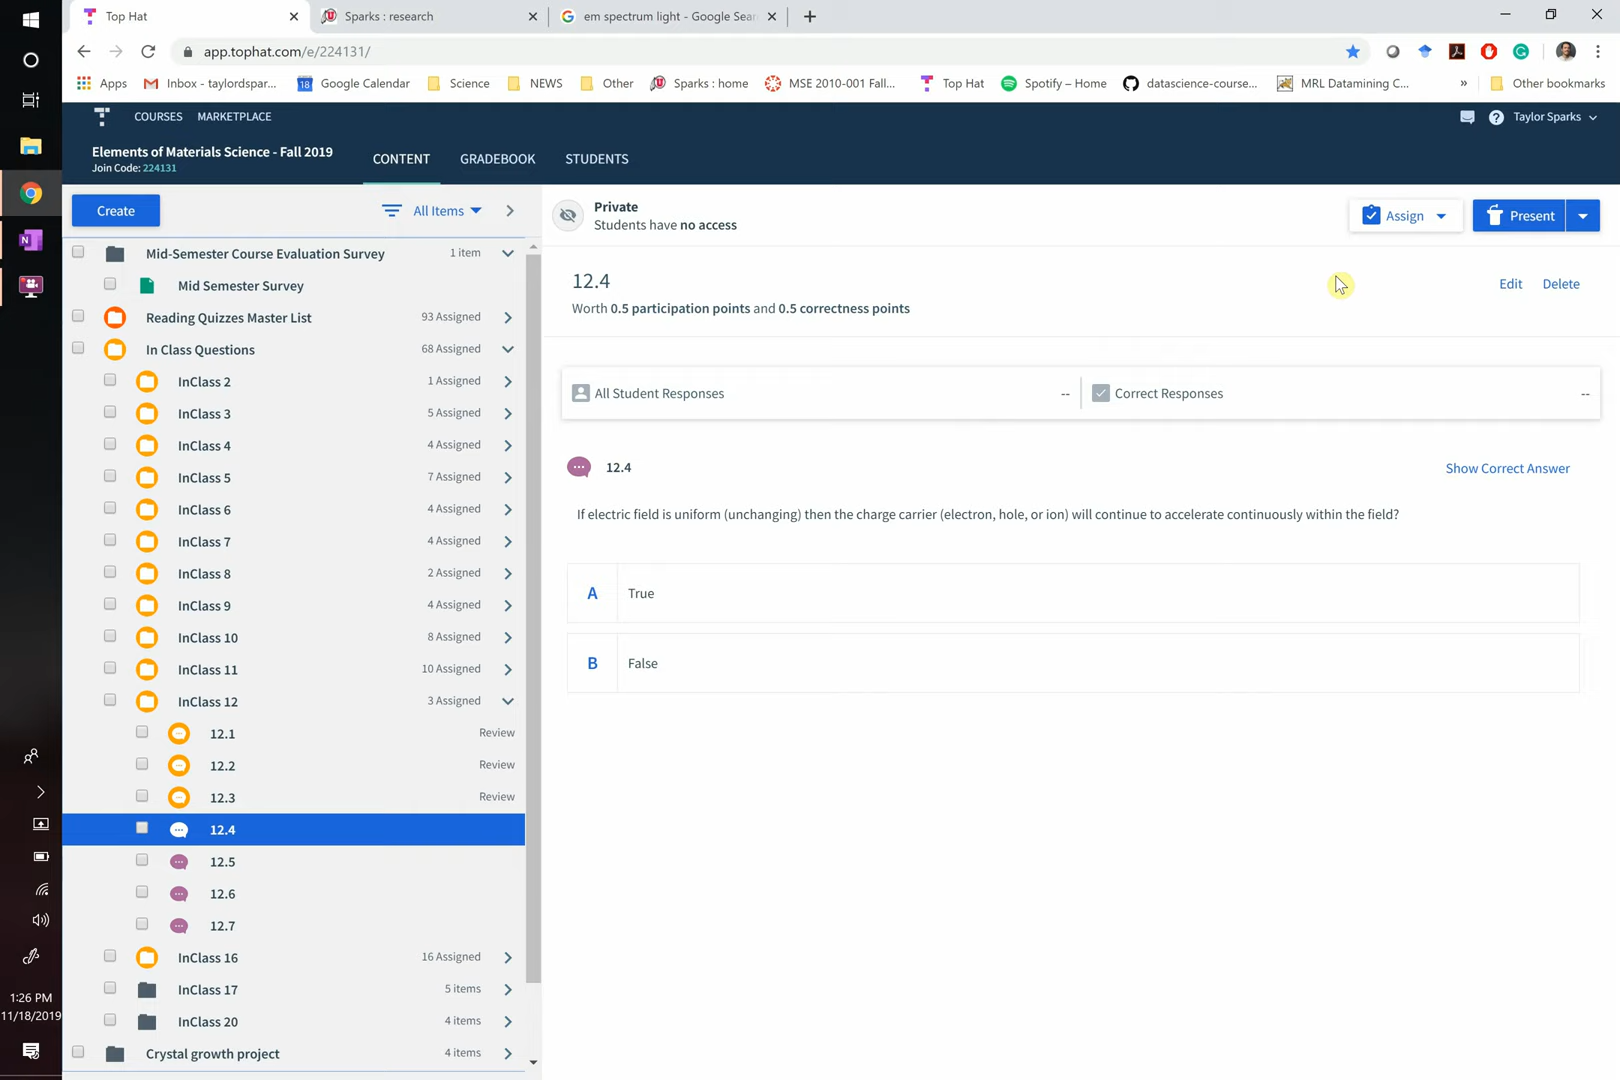 Top Hat
Sparks : research
em spectrum light - Google Sear
app.tophat.com/e/224131/
Apps
Inbox - taylordspar...
18
Google Calendar
Science
NEWS
Other
Sparks : home
MSE 2010-001 Fall...
Top Hat
Spotify – Home
datascience-course...
MRL Datamining C...
»
Other bookmarks
COURSES
MARKETPLACE
Taylor Sparks
Elements of Materials Science - Fall 2019
Join Code: 224131
CONTENT
GRADEBOOK
STUDENTS
Create
All Items
Private
Students have no access
Assign
Present
Mid-Semester Course Evaluation Survey
1 item
Mid Semester Survey
Reading Quizzes Master List
93 Assigned
In Class Questions
68 Assigned
InClass 2
1 Assigned
InClass 3
5 Assigned
InClass 4
4 Assigned
InClass 5
7 Assigned
InClass 6
4 Assigned
InClass 7
4 Assigned
InClass 8
2 Assigned
InClass 9
4 Assigned
InClass 10
8 Assigned
InClass 11
10 Assigned
InClass 12
3 Assigned
12.1
Review
12.2
Review
12.3
Review
12.4
12.5
12.6
12.7
InClass 16
16 Assigned
InClass 17
5 items
InClass 20
4 items
Crystal growth project
4 items
12.4
Worth 0.5 participation points and 0.5 correctness points
Edit
Delete
All Student Responses
--
Correct Responses
--
12.4
Show Correct Answer
If electric field is uniform (unchanging) then the charge carrier (electron, hole, or ion) will continue to accelerate continuously within the field?
A
True
B
False
1:26 PM
11/18/2019